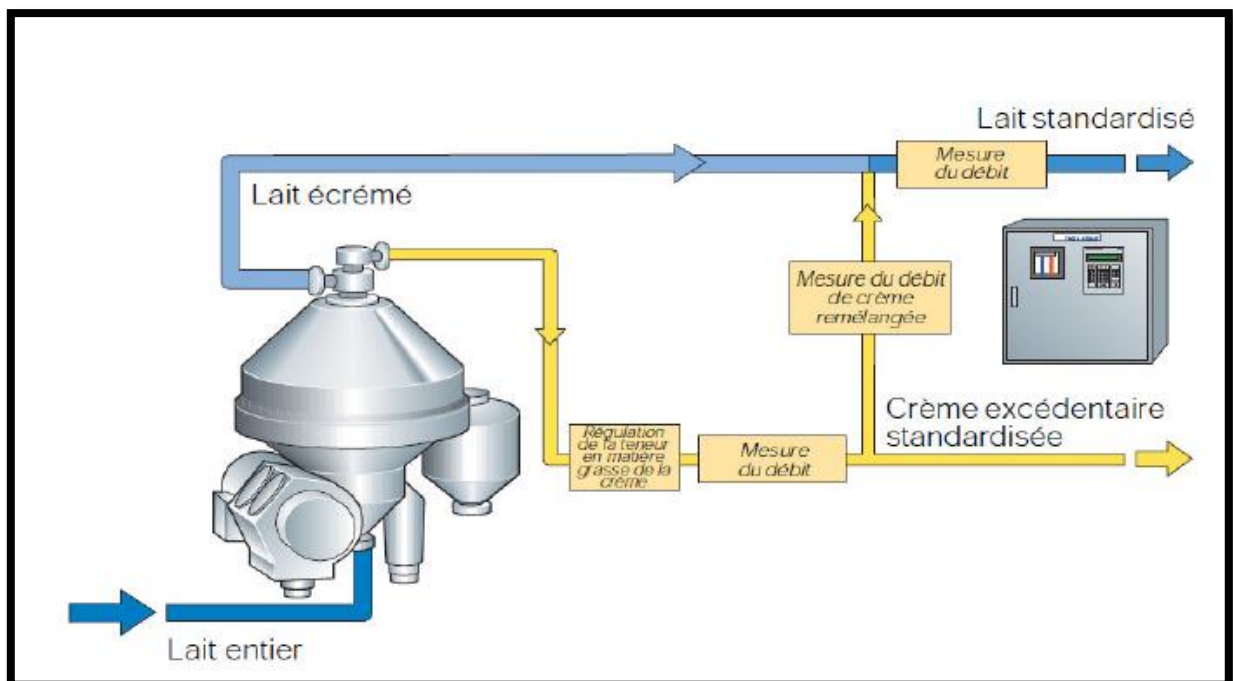 Lait standardisé
Mesure
du débit
Lait écrémé
Mesure du débit
de crème
remélangée
Crème excédentaire
standardisée
Régulation
de la teneur
en matière
grasse de la
crème
Mesure
du débit
Lait entier